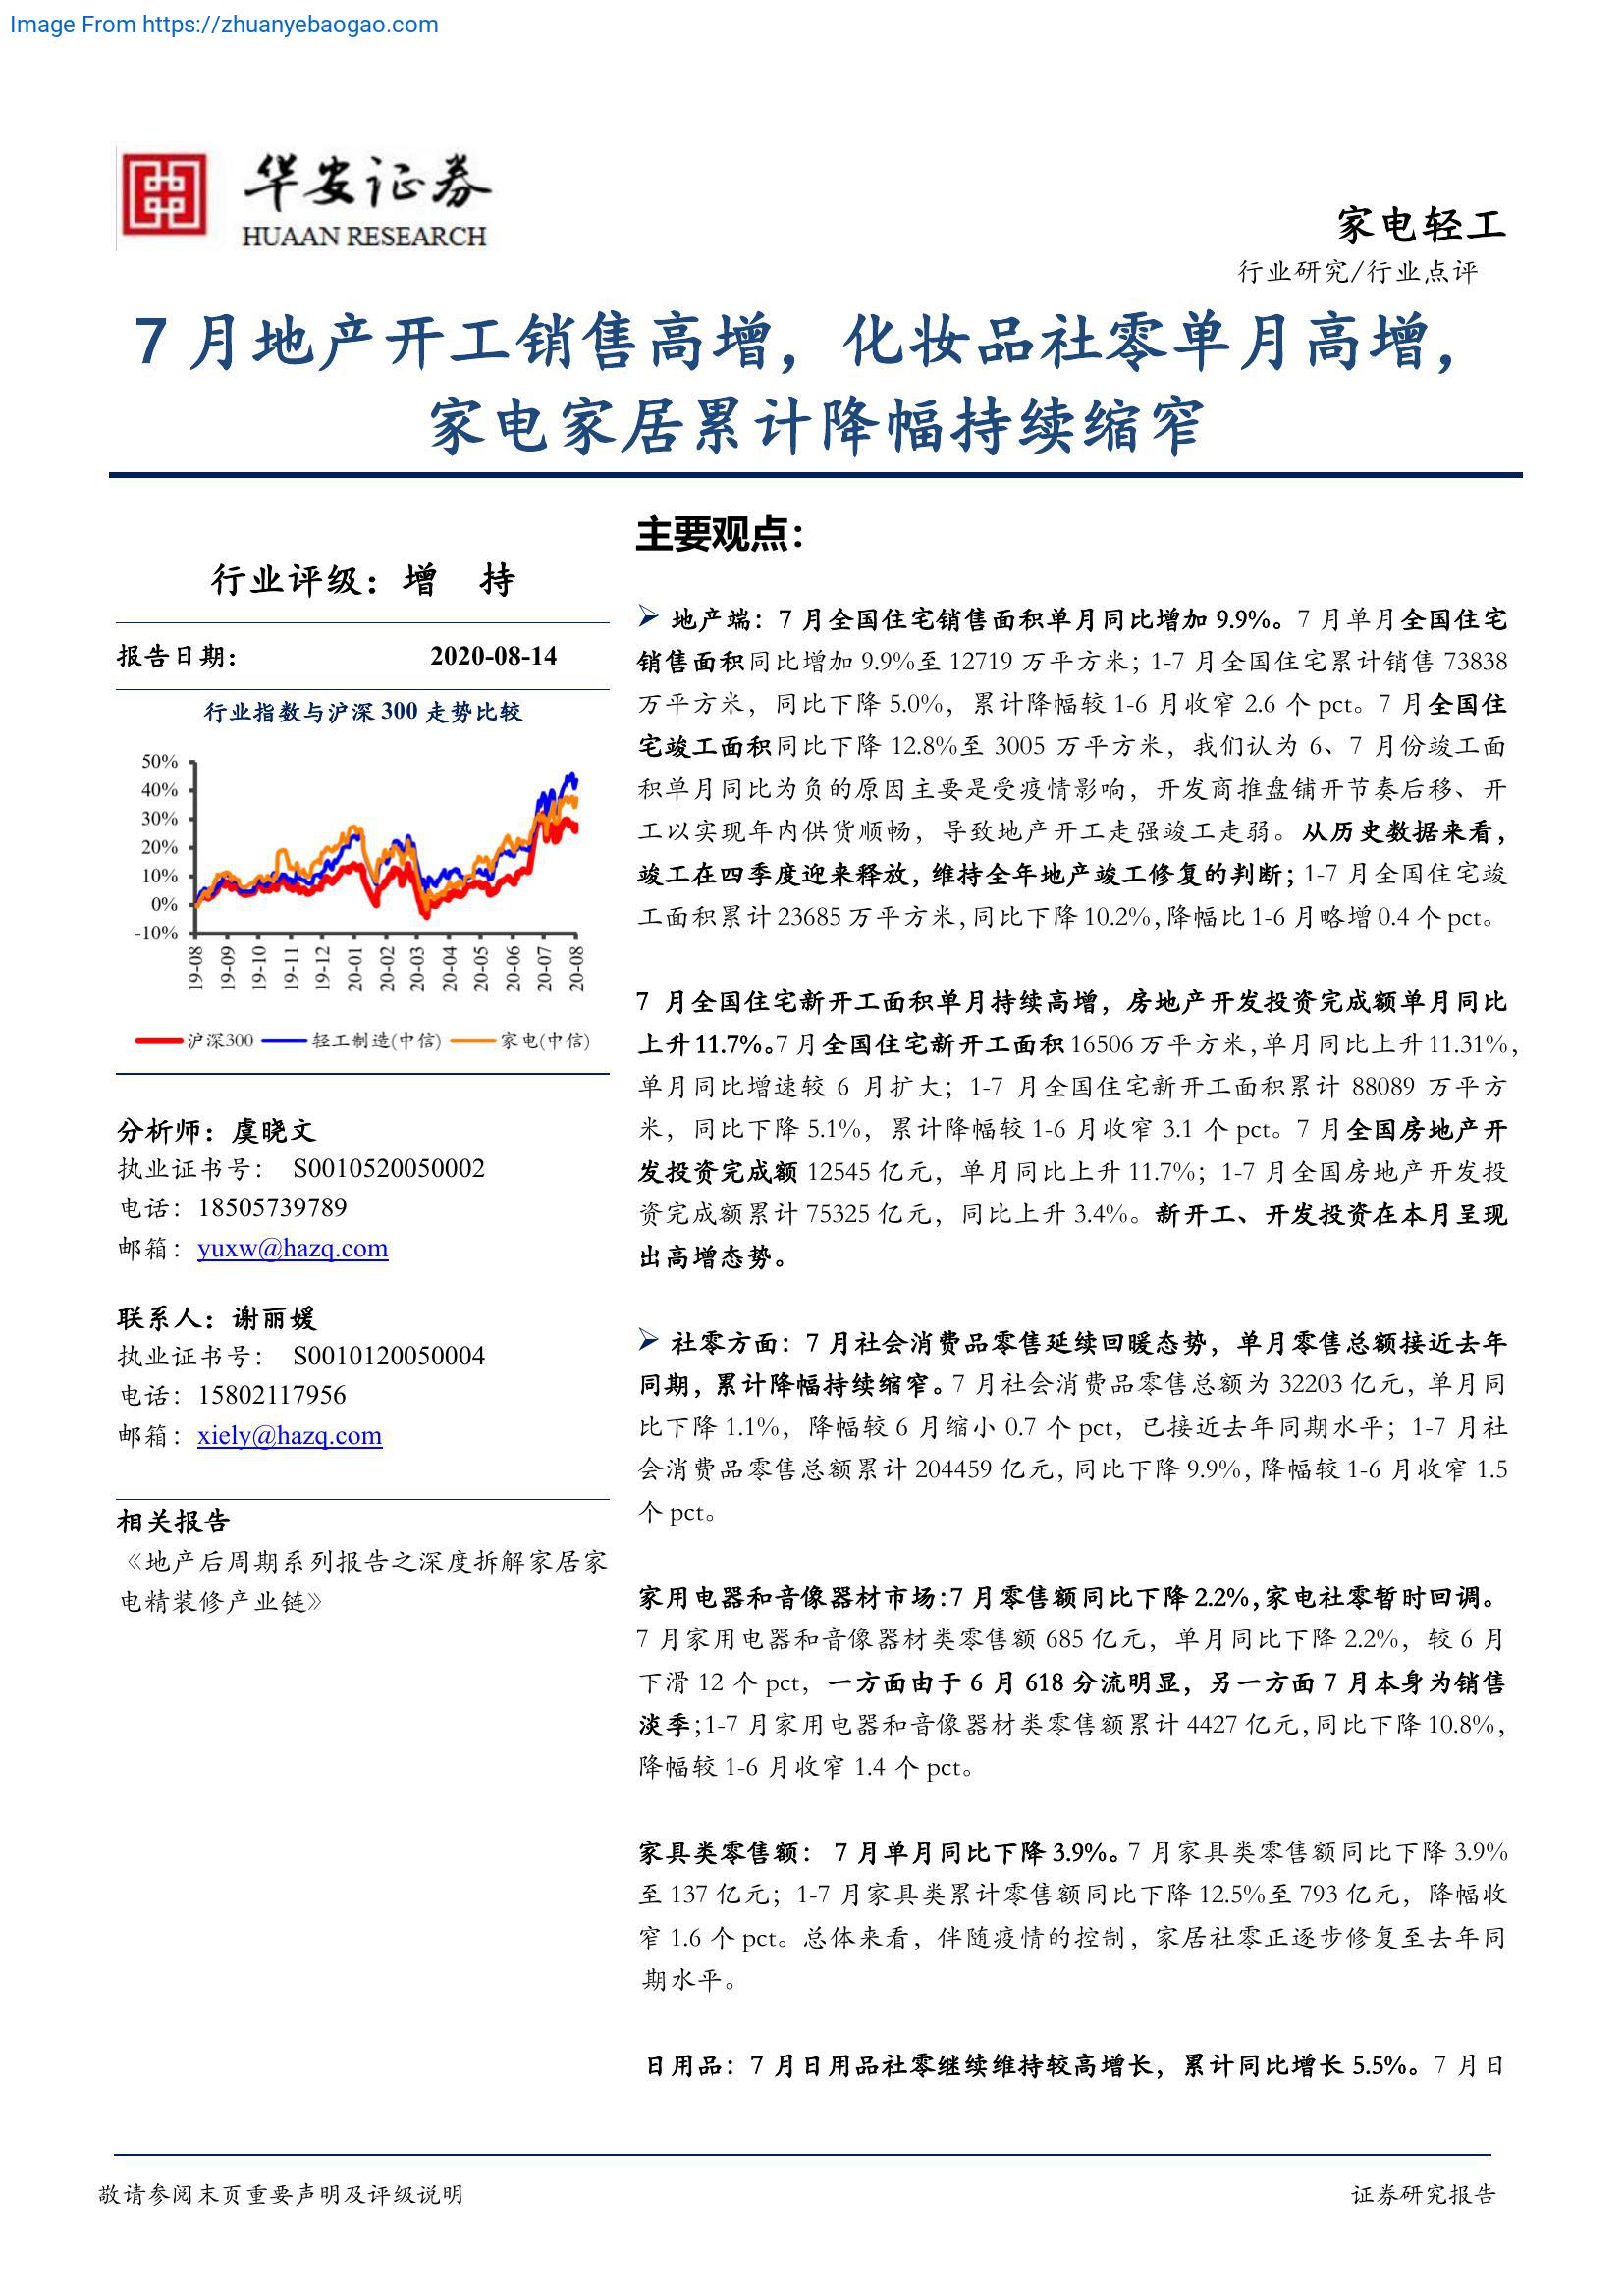 Image From https://zhuanyebaogao.com
华安证券
HUAAN RESEARCH
家电轻工
行业研究/行业点评
7 月地产开工销售高增，化妆品社零单月高增，
家电家居累计降幅持续缩窄
行业评级：增 持
报告日期： 2020-08-14
行业指数与沪深 300 走势比较
50%
40%
30%
20%
10%
0%
-10%
19-08
19-09
19-10
19-11
19-12
20-01
20-02
20-03
20-04
20-05
20-06
20-07
20-08
沪深300 轻工制造(中信) 家电(中信)
分析师：虞晓文
执业证书号： S0010520050002
电话：18505739789
邮箱：yuxw@hazq.com
联系人：谢丽媛
执业证书号： S0010120050004
电话：15802117956
邮箱：xiely@hazq.com
相关报告
《地产后周期系列报告之深度拆解家居家
电精装修产业链》
主要观点：
➢ 地产端：7 月全国住宅销售面积单月同比增加 9.9%。7 月单月全国住宅
销售面积同比增加 9.9%至 12719 万平方米；1-7 月全国住宅累计销售 73838
万平方米，同比下降 5.0%，累计降幅较 1-6 月收窄 2.6 个 pct。7 月全国住
宅竣工面积同比下降 12.8%至 3005 万平方米，我们认为 6、7 月份竣工面
积单月同比为负的原因主要是受疫情影响，开发商推盘铺开节奏后移、开
工以实现年内供货顺畅，导致地产开工走强竣工走弱。从历史数据来看，
竣工在四季度迎来释放，维持全年地产竣工修复的判断；1-7 月全国住宅竣
工面积累计 23685 万平方米，同比下降 10.2%，降幅比 1-6 月略增 0.4 个 pct。
7 月全国住宅新开工面积单月持续高增，房地产开发投资完成额单月同比
上升 11.7%。7 月全国住宅新开工面积 16506 万平方米，单月同比上升 11.31%，
单月同比增速较 6 月扩大；1-7 月全国住宅新开工面积累计 88089 万平方
米，同比下降 5.1%，累计降幅较 1-6 月收窄 3.1 个 pct。7 月全国房地产开
发投资完成额 12545 亿元，单月同比上升 11.7%；1-7 月全国房地产开发投
资完成额累计 75325 亿元，同比上升 3.4%。新开工、开发投资在本月呈现
出高增态势。
➢ 社零方面：7 月社会消费品零售延续回暖态势，单月零售总额接近去年
同期，累计降幅持续缩窄。7 月社会消费品零售总额为 32203 亿元，单月同
比下降 1.1%，降幅较 6 月缩小 0.7 个 pct，已接近去年同期水平；1-7 月社
会消费品零售总额累计 204459 亿元，同比下降 9.9%，降幅较 1-6 月收窄 1.5
个 pct。
家用电器和音像器材市场：7 月零售额同比下降 2.2%，家电社零暂时回调。
7 月家用电器和音像器材类零售额 685 亿元，单月同比下降 2.2%，较 6 月
下滑 12 个 pct，一方面由于 6 月 618 分流明显，另一方面 7 月本身为销售
淡季；1-7 月家用电器和音像器材类零售额累计 4427 亿元，同比下降 10.8%，
降幅较 1-6 月收窄 1.4 个 pct。
家具类零售额： 7 月单月同比下降 3.9%。7 月家具类零售额同比下降 3.9%
至 137 亿元；1-7 月家具类累计零售额同比下降 12.5%至 793 亿元，降幅收
窄 1.6 个 pct。总体来看，伴随疫情的控制，家居社零正逐步修复至去年同
期水平。
日用品：7 月日用品社零继续维持较高增长，累计同比增长 5.5%。7 月日
敬请参阅末页重要声明及评级说明 证券研究报告